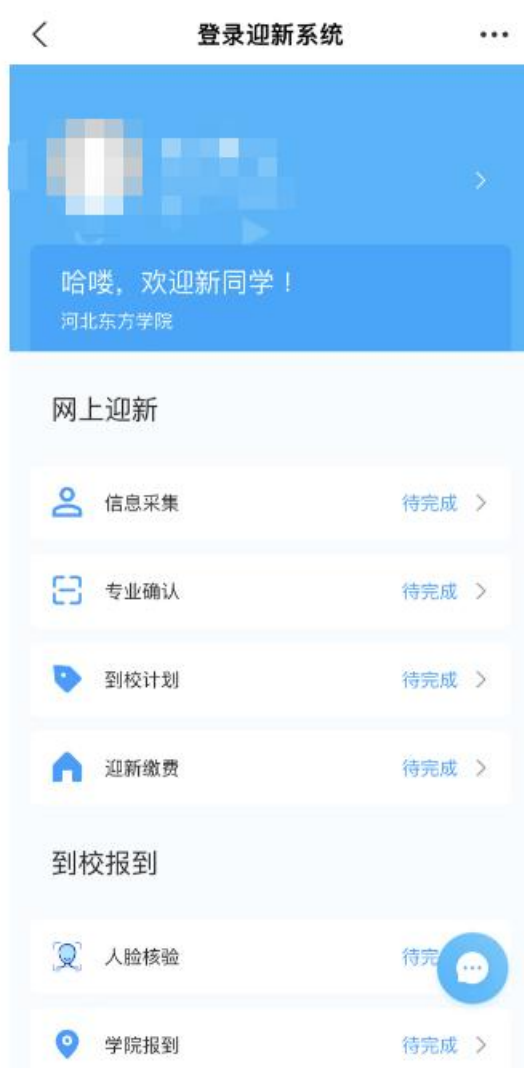 登录迎新系统
哈喽，欢迎新同学！
河北东方学院
网上迎新
信息采集 待完成
专业确认 待完成
到校计划 待完成
迎新缴费 待完成
到校报到
人脸核验 待完
学院报到 待完成